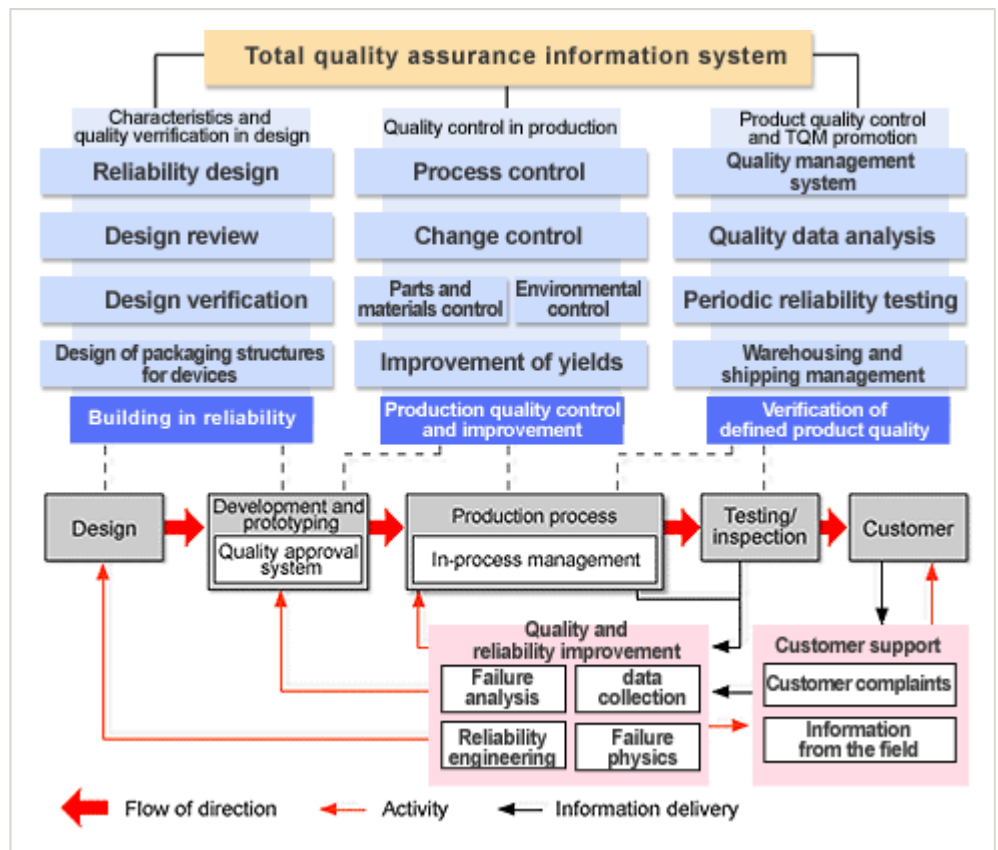 Total quality assurance information system
Characteristics and
quality verrification in design
Quality control in production
Product quality control
and TQM promotion
Reliability design
Process control
Quality management
system
Design review
Change control
Quality data analysis
Design verification
Parts and
materials control
Environmental
control
Periodic reliability testing
Design of packaging structures
for devices
Improvement of yields
Warehousing and
shipping management
Building in reliability
Production quality control
and improvement
Verification of
defined product quality
Design
Development and
prototyping
Quality approval
system
Production process
In-process management
Testing/
inspection
Customer
Quality and
reliability improvement
Failure
analysis
data
collection
Reliability
engineering
Failure
physics
Customer support
Customer complaints
Information
from the field
Flow of direction
Activity
Information delivery